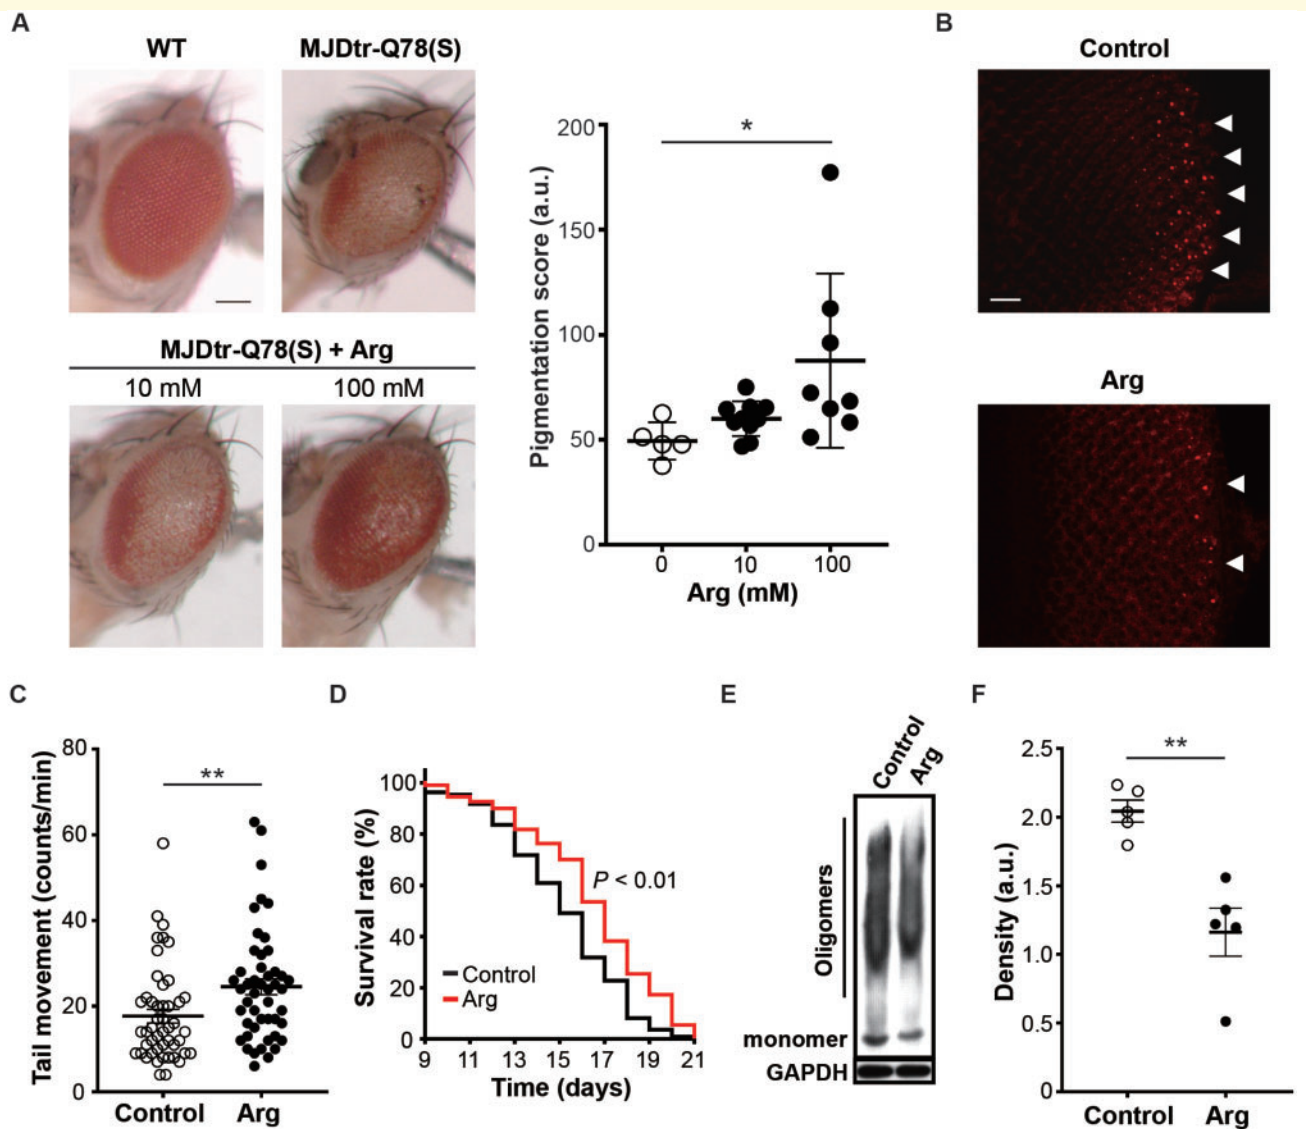 A
WT
MJDtr-Q78(S)
MJDtr-Q78(S) + Arg
10 mM
100 mM
Pigmentation score (a.u.)
200
150
100
50
0
*
0
10
100
Arg (mM)
B
Control
Arg
C
Tail movement (counts/min)
80
60
40
20
0
**
Control
Arg
D
Survival rate (%)
100
80
60
40
20
0
P < 0.01
Control
Arg
9
11
13
15
17
19
21
Time (days)
E
Control
Arg
Oligomers
monomer
GAPDH
F
Density (a.u.)
2.5
2.0
1.5
1.0
0.5
0
**
Control
Arg